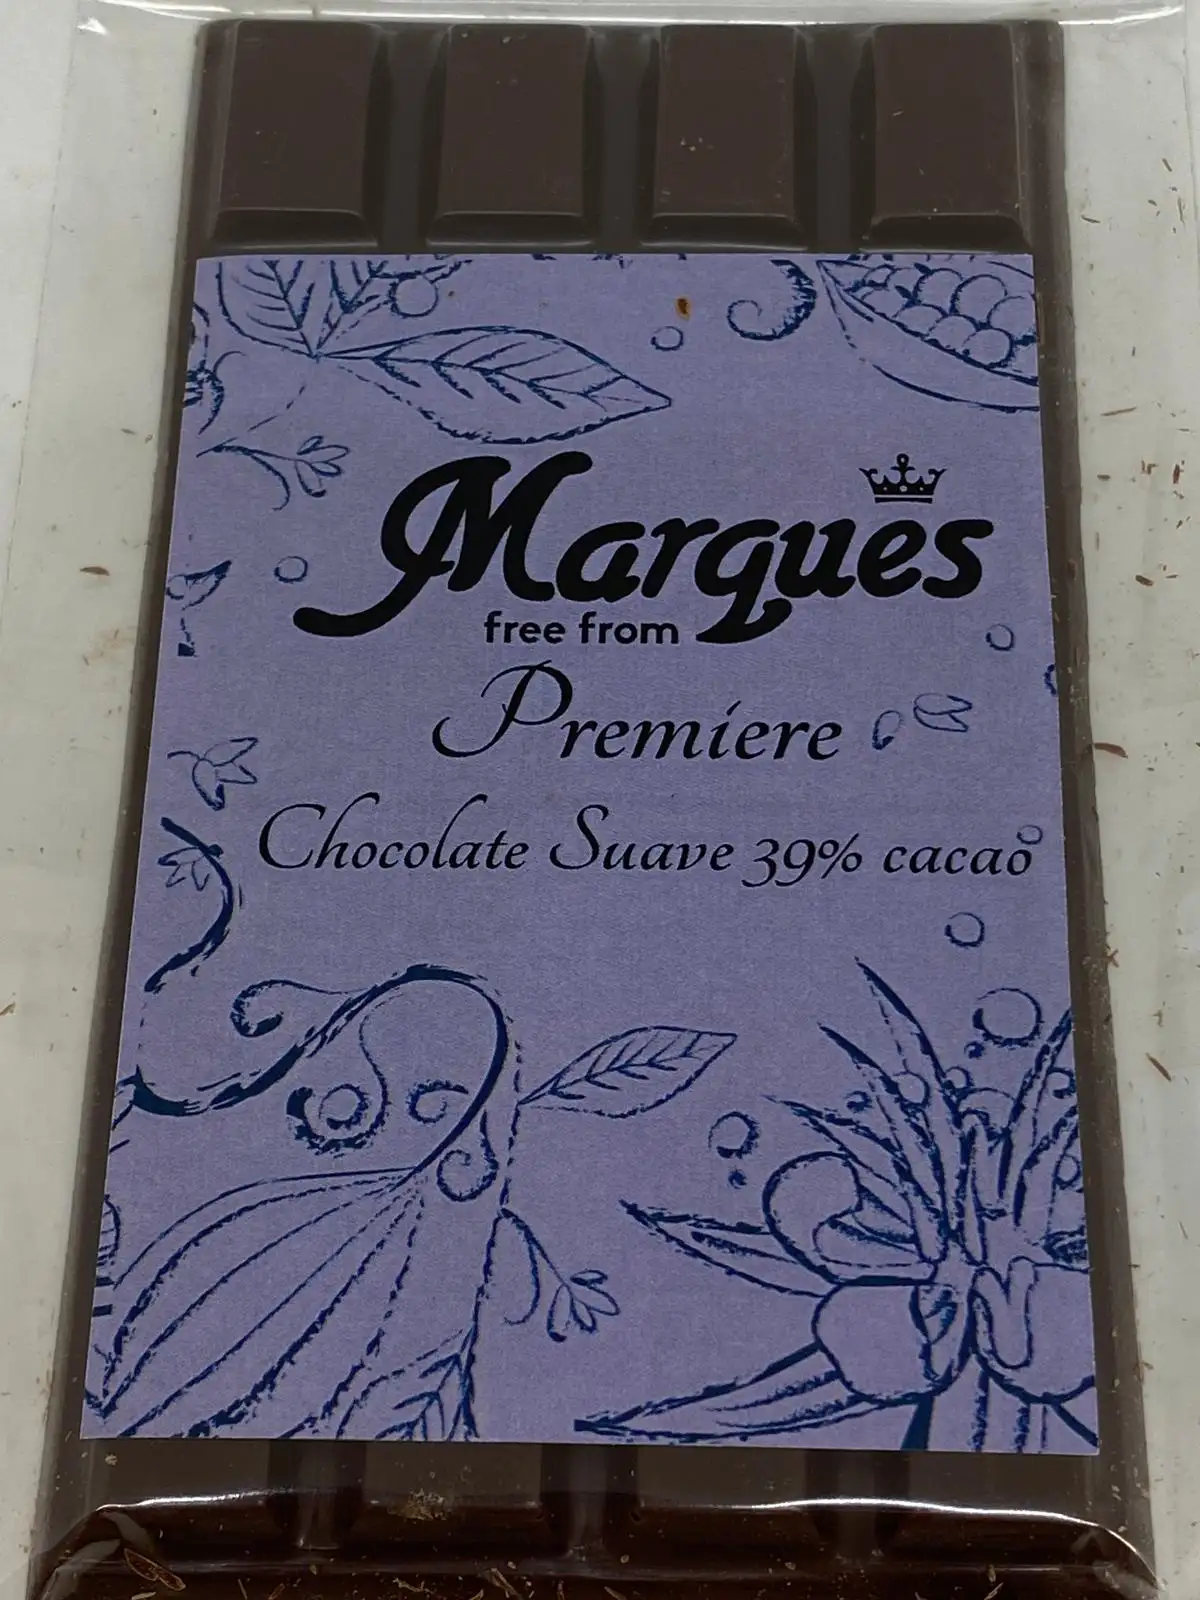 Marques
free from
Premiere
Chocolate Suave 39% cacao